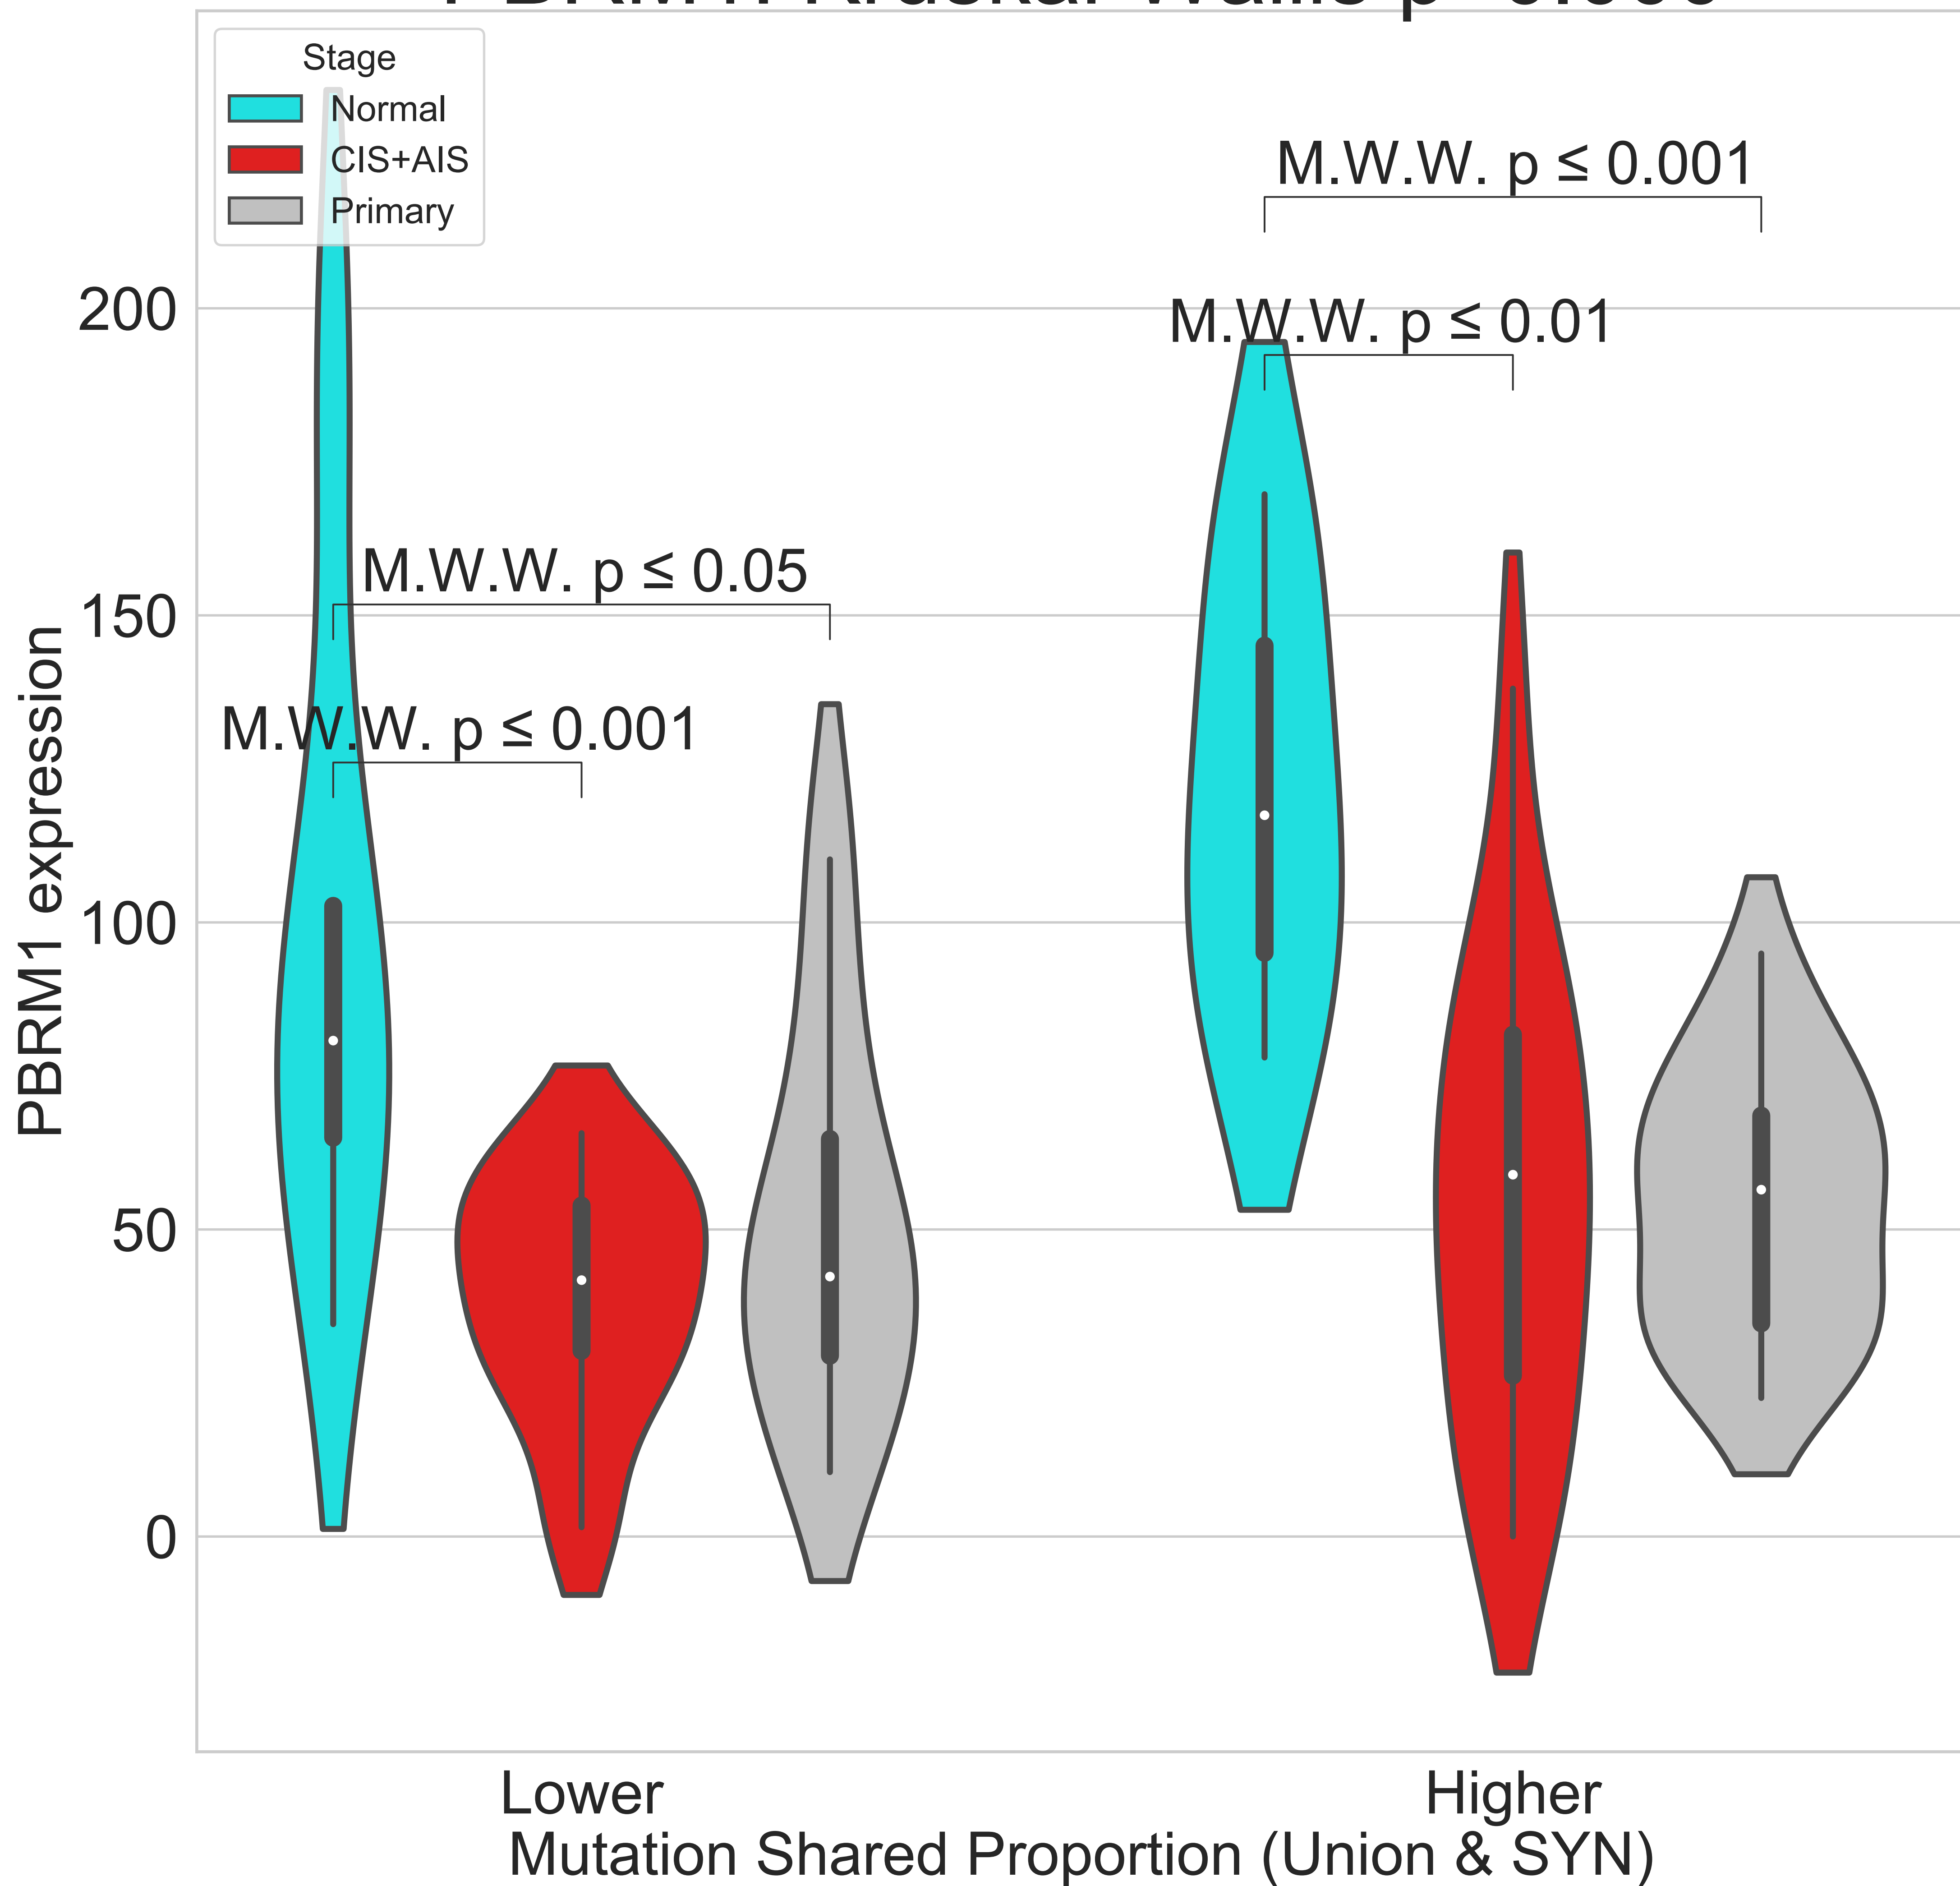 Stage
Normal
CIS+AIS
Primary
M.W.W. p ≤ 0.001
M.W.W. p ≤ 0.01
M.W.W. p ≤ 0.05
M.W.W. p ≤ 0.001
PBRM1 expression
200
150
100
50
0
Lower
Higher
Mutation Shared Proportion (Union & SYN)